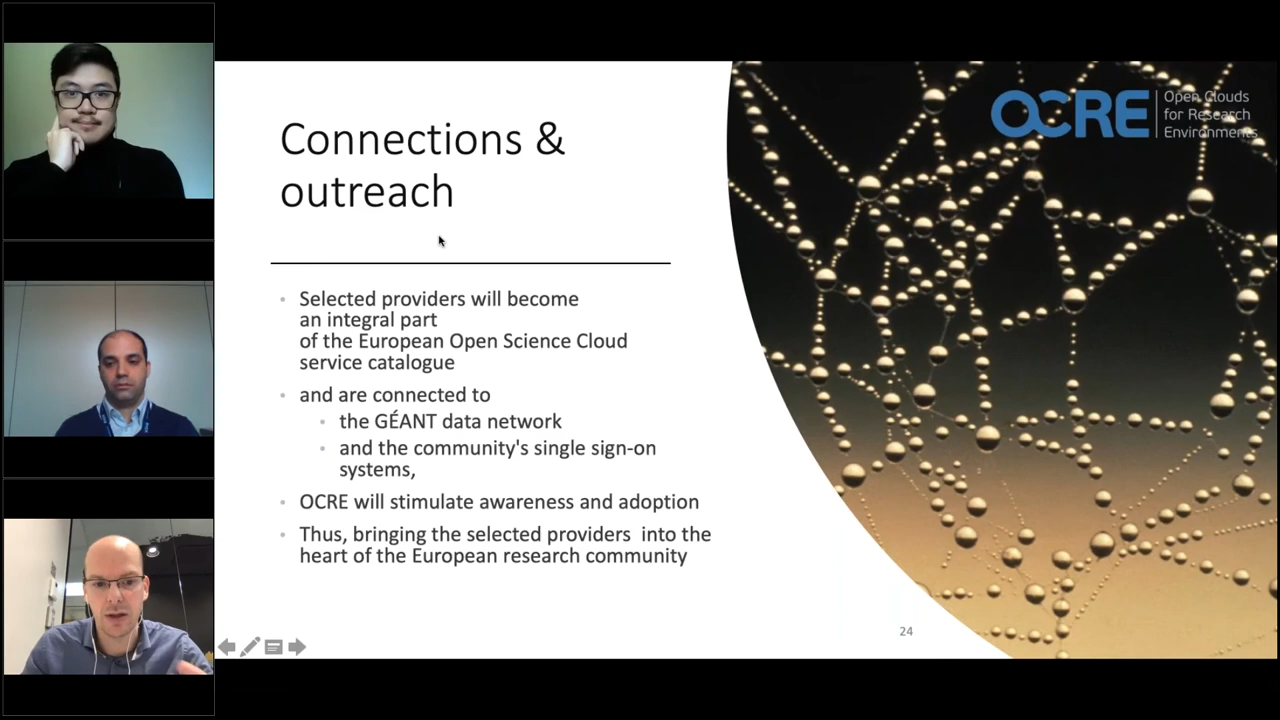 Connections &
outreach
OCRE
Open Clouds
for Research
Environments
• Selected providers will become
an integral part
of the European Open Science Cloud
service catalogue
• and are connected to
• the GÉANT data network
• and the community's single sign-on
systems,
• OCRE will stimulate awareness and adoption
• Thus, bringing the selected providers  into the
heart of the European research community
24